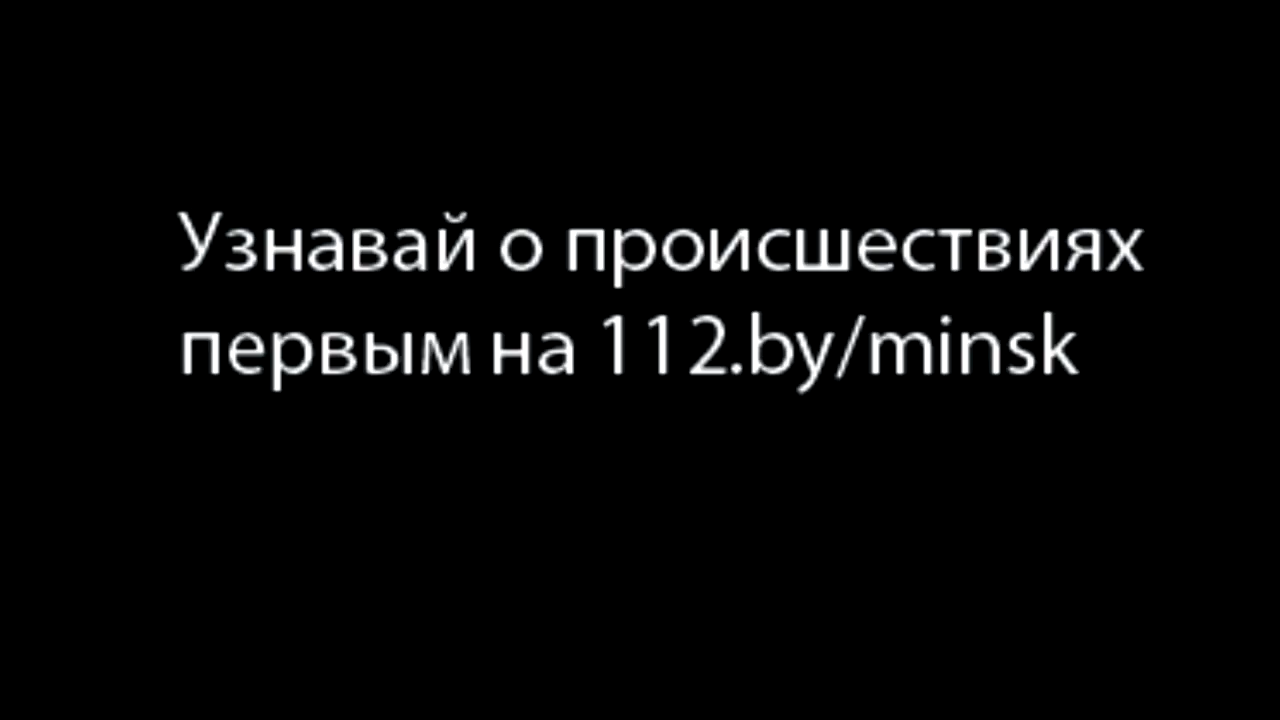 Узнавай о происшествиях
первым на 112.by/minsk